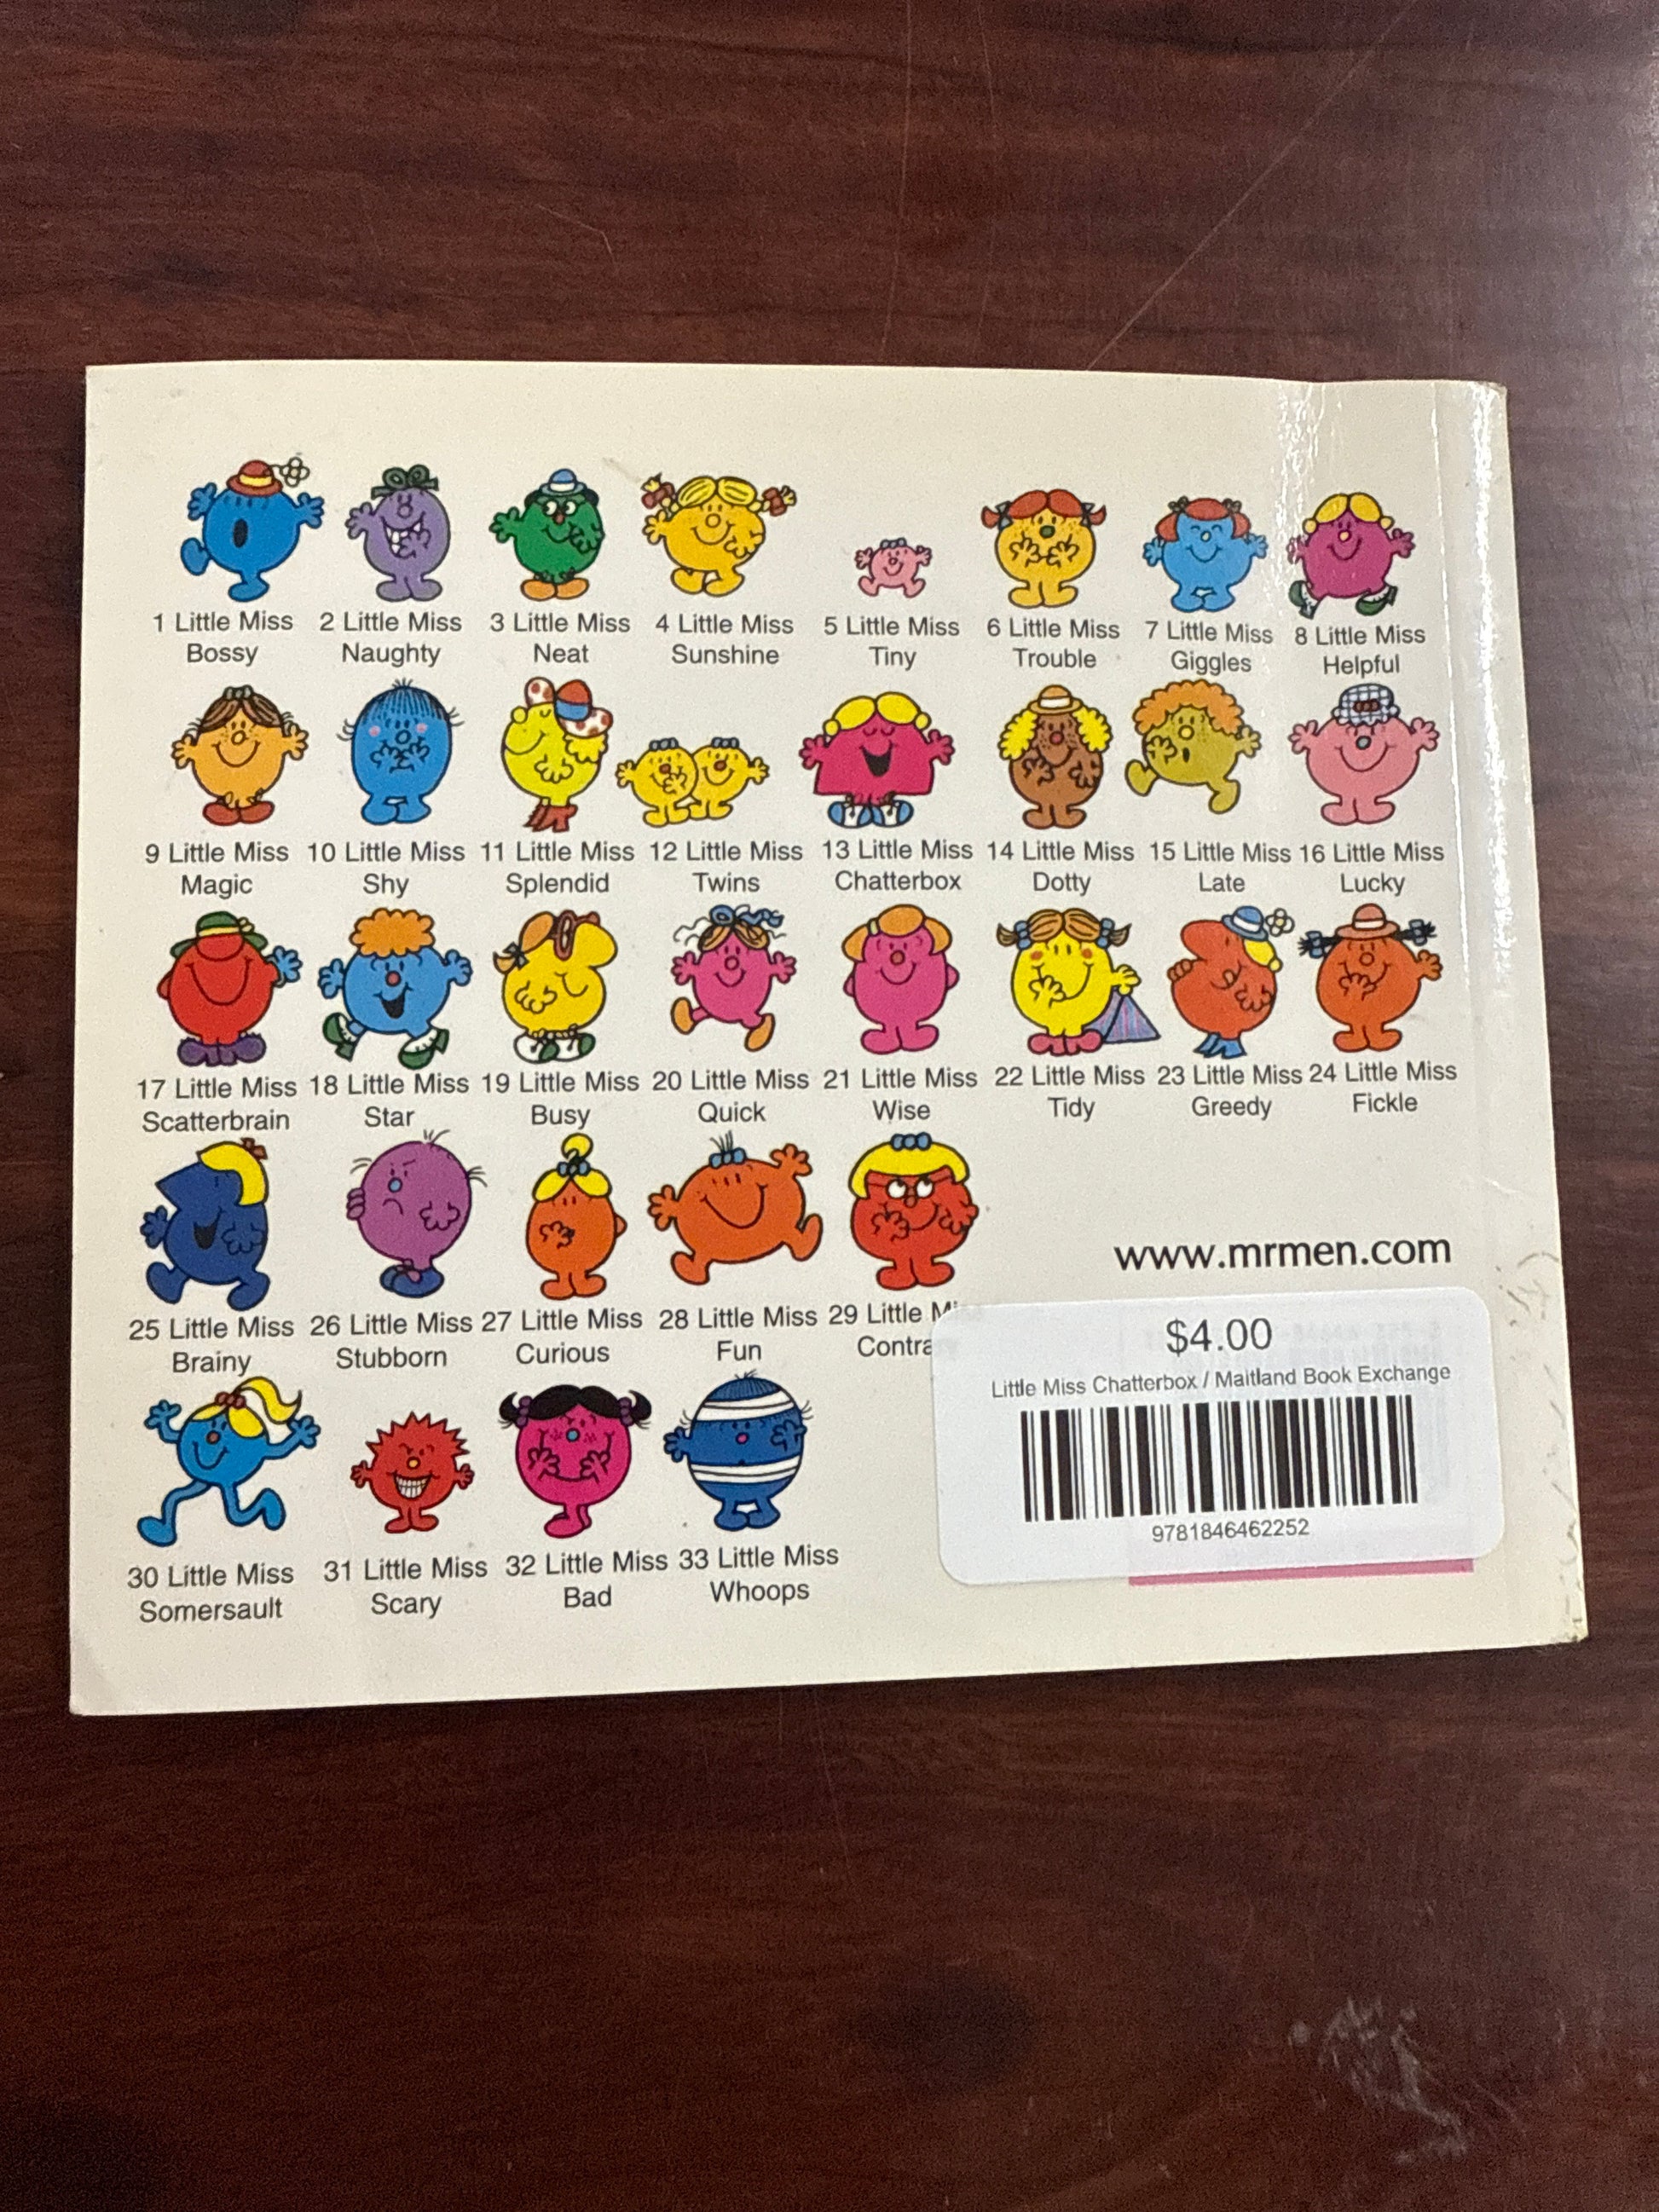 1 Little Miss Bossy
2 Little Miss Naughty
3 Little Miss Neat
4 Little Miss Sunshine
5 Little Miss Tiny
6 Little Miss Trouble
7 Little Miss Giggles
8 Little Miss Helpful
9 Little Miss Magic
10 Little Miss Shy
11 Little Miss Splendid
12 Little Miss Twins
13 Little Miss Chatterbox
14 Little Miss Dotty
15 Little Miss Late
16 Little Miss Lucky
17 Little Miss Scatterbrain
18 Little Miss Star
19 Little Miss Busy
20 Little Miss Quick
21 Little Miss Wise
22 Little Miss Tidy
23 Little Miss Greedy
24 Little Miss Fickle
25 Little Miss Brainy
26 Little Miss Stubborn
27 Little Miss Curious
28 Little Miss Fun
29 Little
30 Little Miss Somersault
31 Little Miss Scary
32 Little Miss Bad
33 Little Miss Whoops
www.mrmen.com
$4.00
Little Miss Chatterbox / Maitland Book Exchange
9781846462252